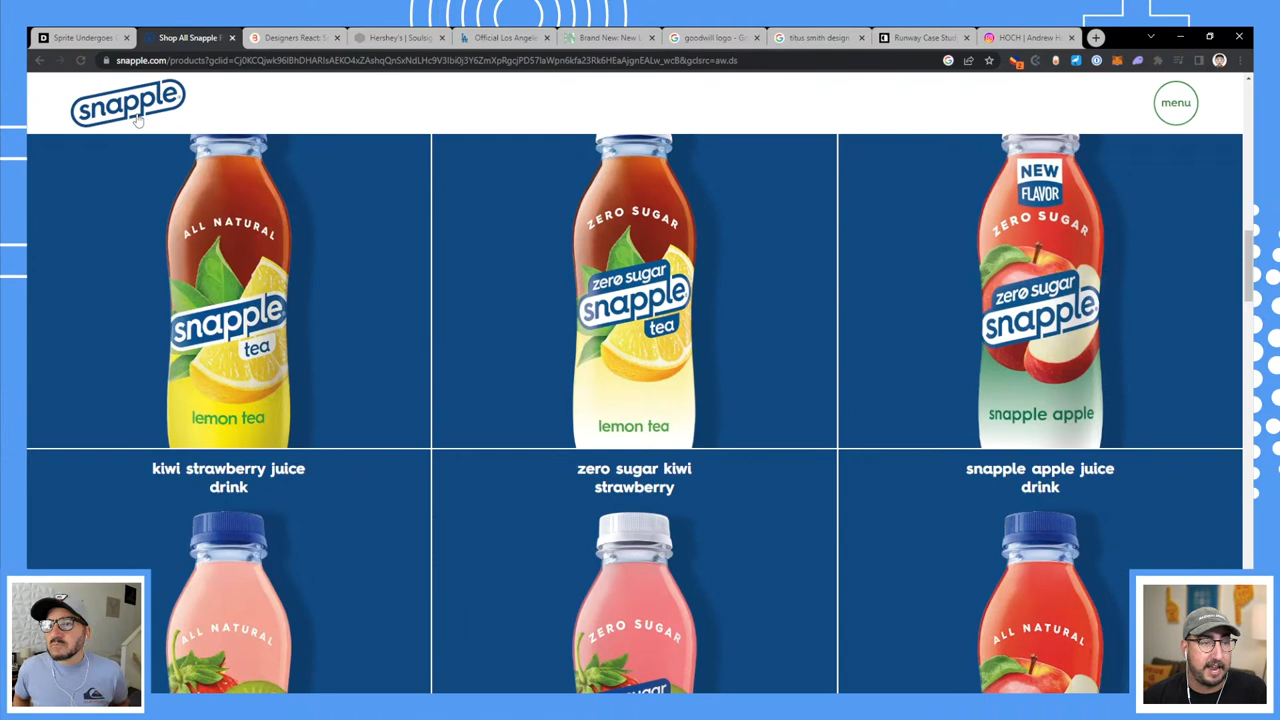 Sprite Undergoes C
Shop All Snapple F
Designers React: S
Hershey's | Soulsig
Official Los Angele
Brand New: New L
goodwill logo - Go
titus smith design
Runway Case Stud
HOCH | Andrew H
snapple.com/products?gclid=
snapple
menu
ALL NATURAL
snapple
tea
lemon tea
ZERO SUGAR
zero sugar
snapple
tea
lemon tea
NEW
FLAVOR
ZERO SUGAR
zero sugar
snapple
snapple apple
kiwi strawberry juice
drink
zero sugar kiwi
strawberry
snapple apple juice
drink
ALL NATURAL
ZERO SUGAR
ALL NATURAL